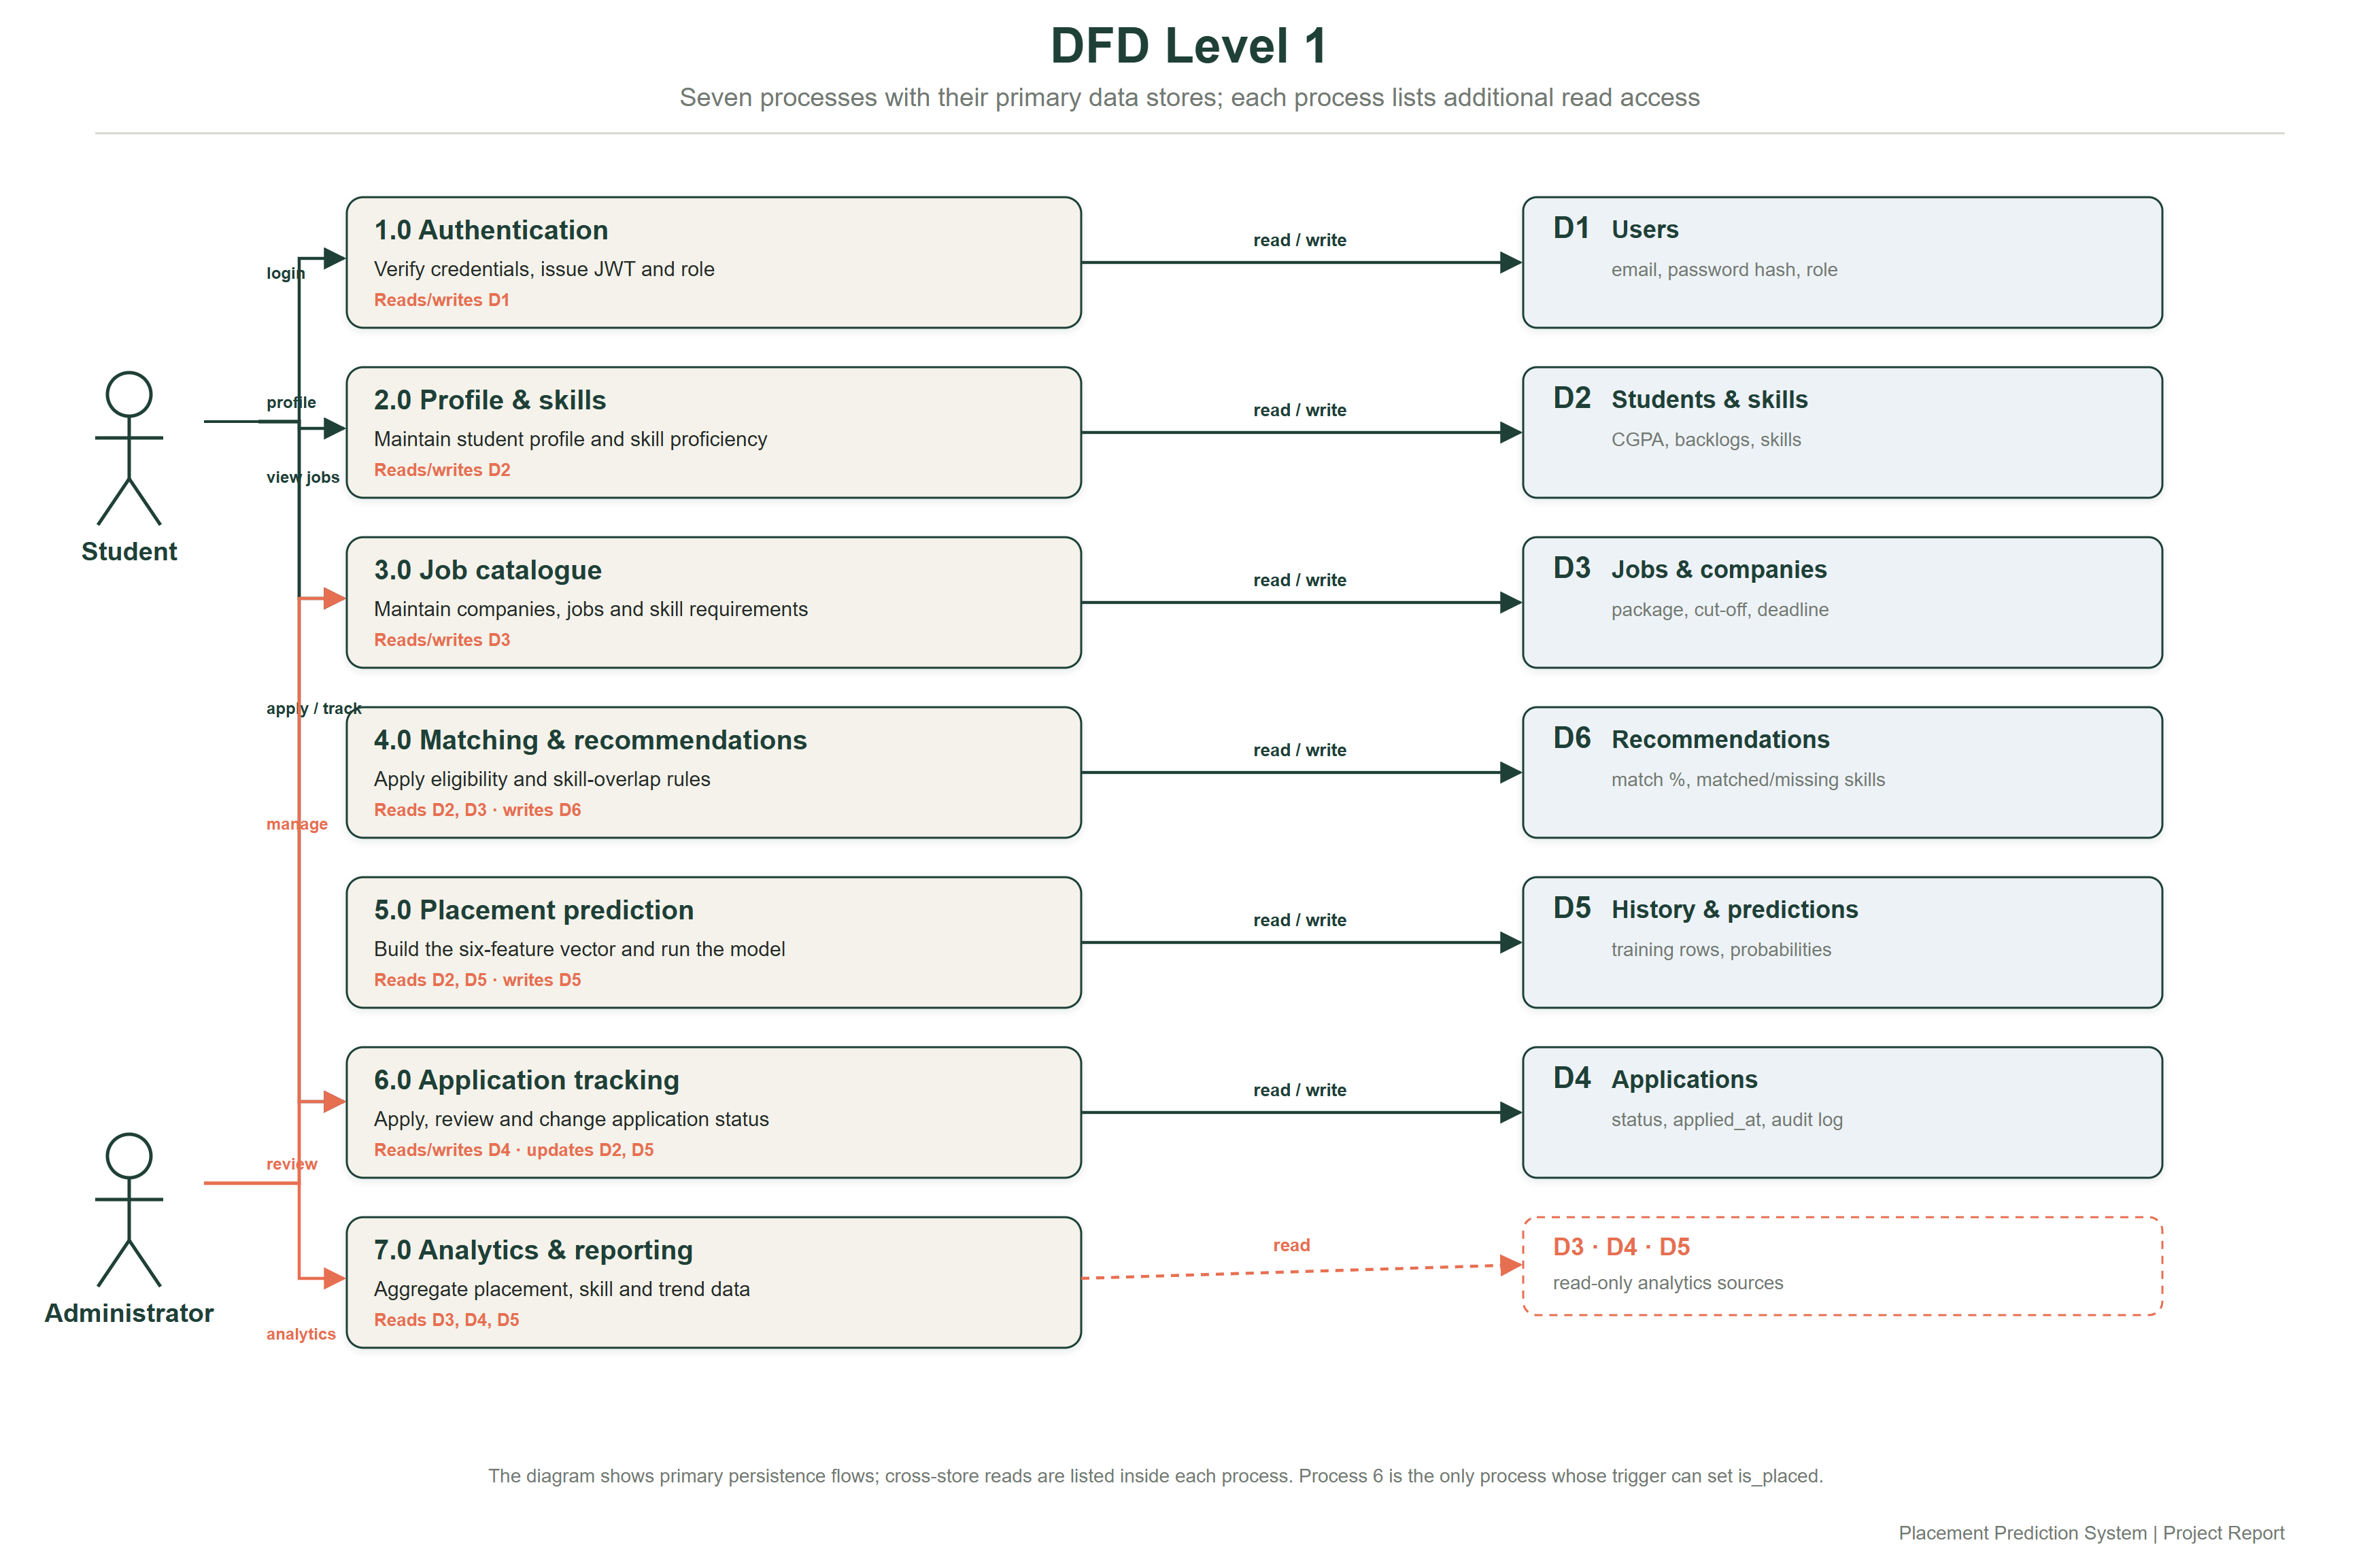 DFD Level 1
Seven processes with their primary data stores; each process lists additional read access
login
profile
view jobs
apply / track
manage
review
analytics
Student
Administrator
1.0 Authentication
Verify credentials, issue JWT and role
Reads/writes D1
read / write
D1 Users
email, password hash, role
2.0 Profile & skills
Maintain student profile and skill proficiency
Reads/writes D2
read / write
D2 Students & skills
CGPA, backlogs, skills
3.0 Job catalogue
Maintain companies, jobs and skill requirements
Reads/writes D3
read / write
D3 Jobs & companies
package, cut-off, deadline
4.0 Matching & recommendations
Apply eligibility and skill-overlap rules
Reads D2, D3 · writes D6
read / write
D6 Recommendations
match %, matched/missing skills
5.0 Placement prediction
Build the six-feature vector and run the model
Reads D2, D5 · writes D5
read / write
D5 History & predictions
training rows, probabilities
6.0 Application tracking
Apply, review and change application status
Reads/writes D4 · updates D2, D5
read / write
D4 Applications
status, applied_at, audit log
7.0 Analytics & reporting
Aggregate placement, skill and trend data
Reads D3, D4, D5
read
D3 · D4 · D5
read-only analytics sources
The diagram shows primary persistence flows; cross-store reads are listed inside each process. Process 6 is the only process whose trigger can set is_placed.
Placement Prediction System | Project Report